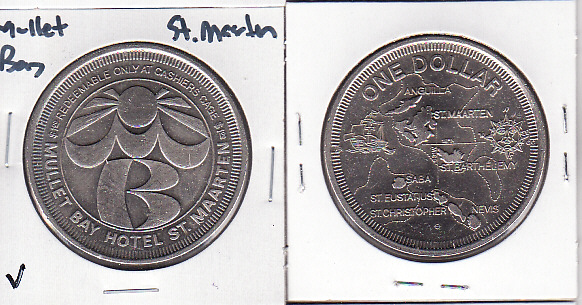 Mullet
Bay
St. Maarten
$1 REDEEMABLE ONLY AT CASHIERS CAGE $1
MULLET BAY HOTEL ST. MAARTEN
ONE DOLLAR
ANGUILLA
ST. MAARTEN
ST. BARTHELEMY
SABA
ST. EUSTATIUS
ST. CHRISTOPHER
NEVIS